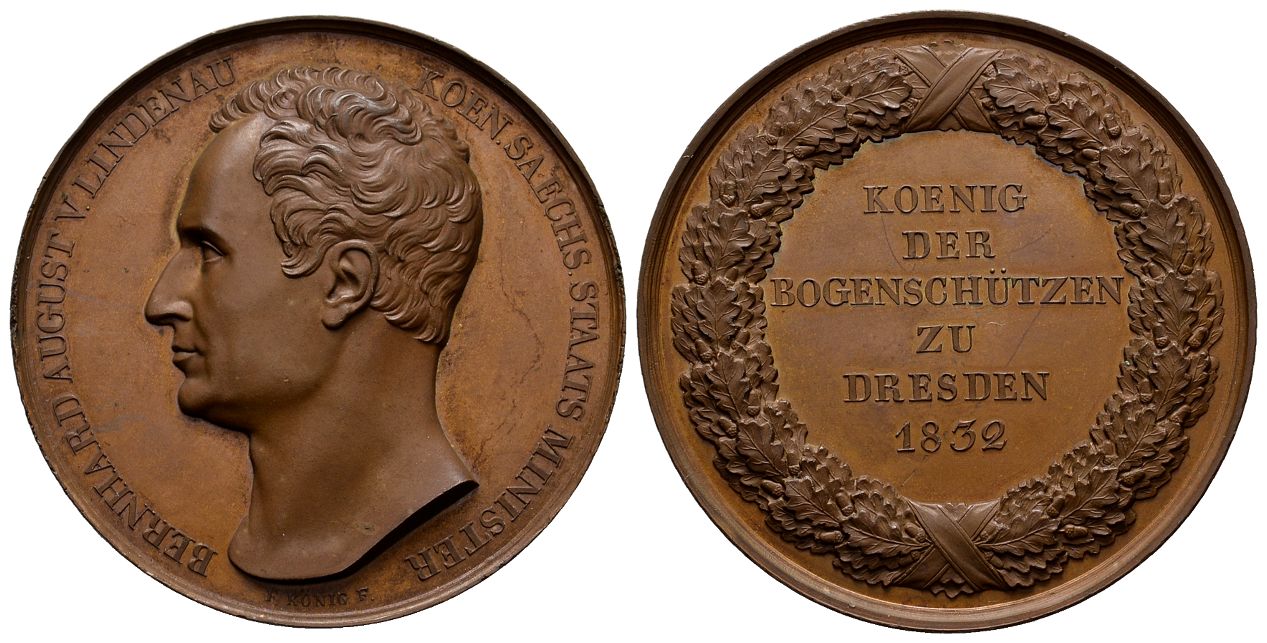 BERNHARD AUGUST V. LINDENAU KOEN. SAECHS. STAATS MINISTER
F. KÖNIG F.
KOENIG
DER
BOGENSCHÜTZEN
ZU
DRESDEN
1832